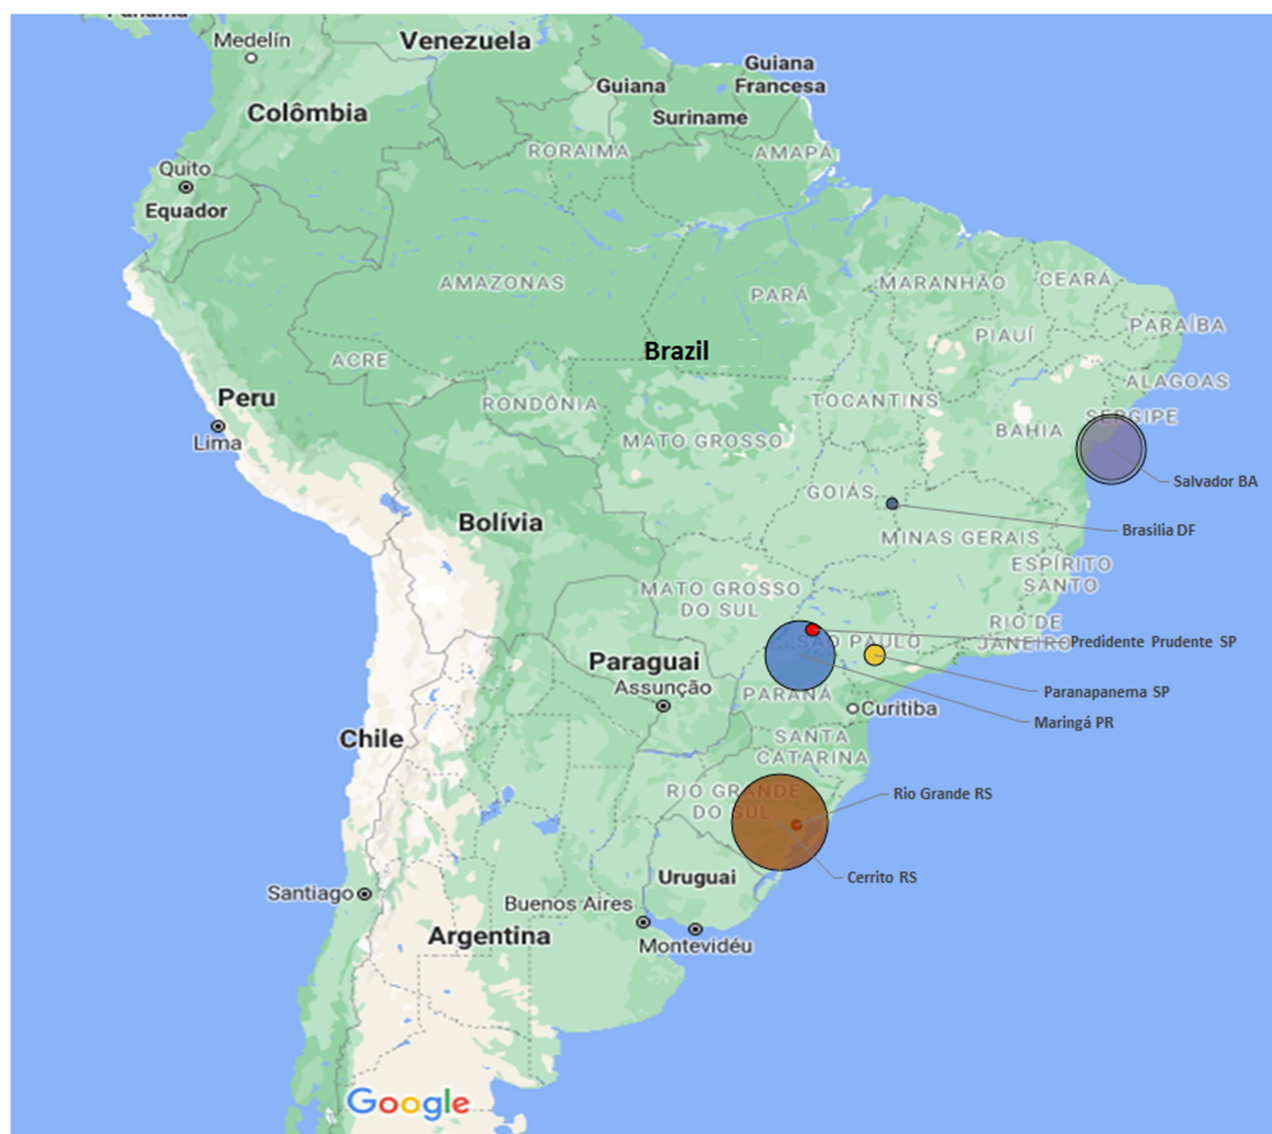 Panamá
Medelín
Venezuela
Guiana
Francesa
Guiana
Suriname
Colômbia
RORAIMA
AMAPÁ
Quito
Equador
AMAZONAS
PARÁ
MARANHÃO
CEARÁ
PIAUÍ
PARAÍBA
Brazil
ACRE
ALAGOAS
Peru
RONDÔNIA
TOCANTINS
SERGIPE
BAHIA
Lima
MATO GROSSO
Salvador BA
GOIÁS
Bolívia
Brasilia DF
MINAS GERAIS
ESPÍRITO
SANTO
MATO GROSSO
DO SUL
RIO DE
JANEIRO
SÃO PAULO
Predidente Prudente SP
Paraguai
Assunção
PARANÁ
Paranapanema SP
Curitiba
Maringá PR
Chile
SANTA
CATARINA
RIO GRANDE
DO SUL
Rio Grande RS
Uruguai
Cerrito RS
Santiago
Buenos Aires
Argentina
Montevidéu
Google